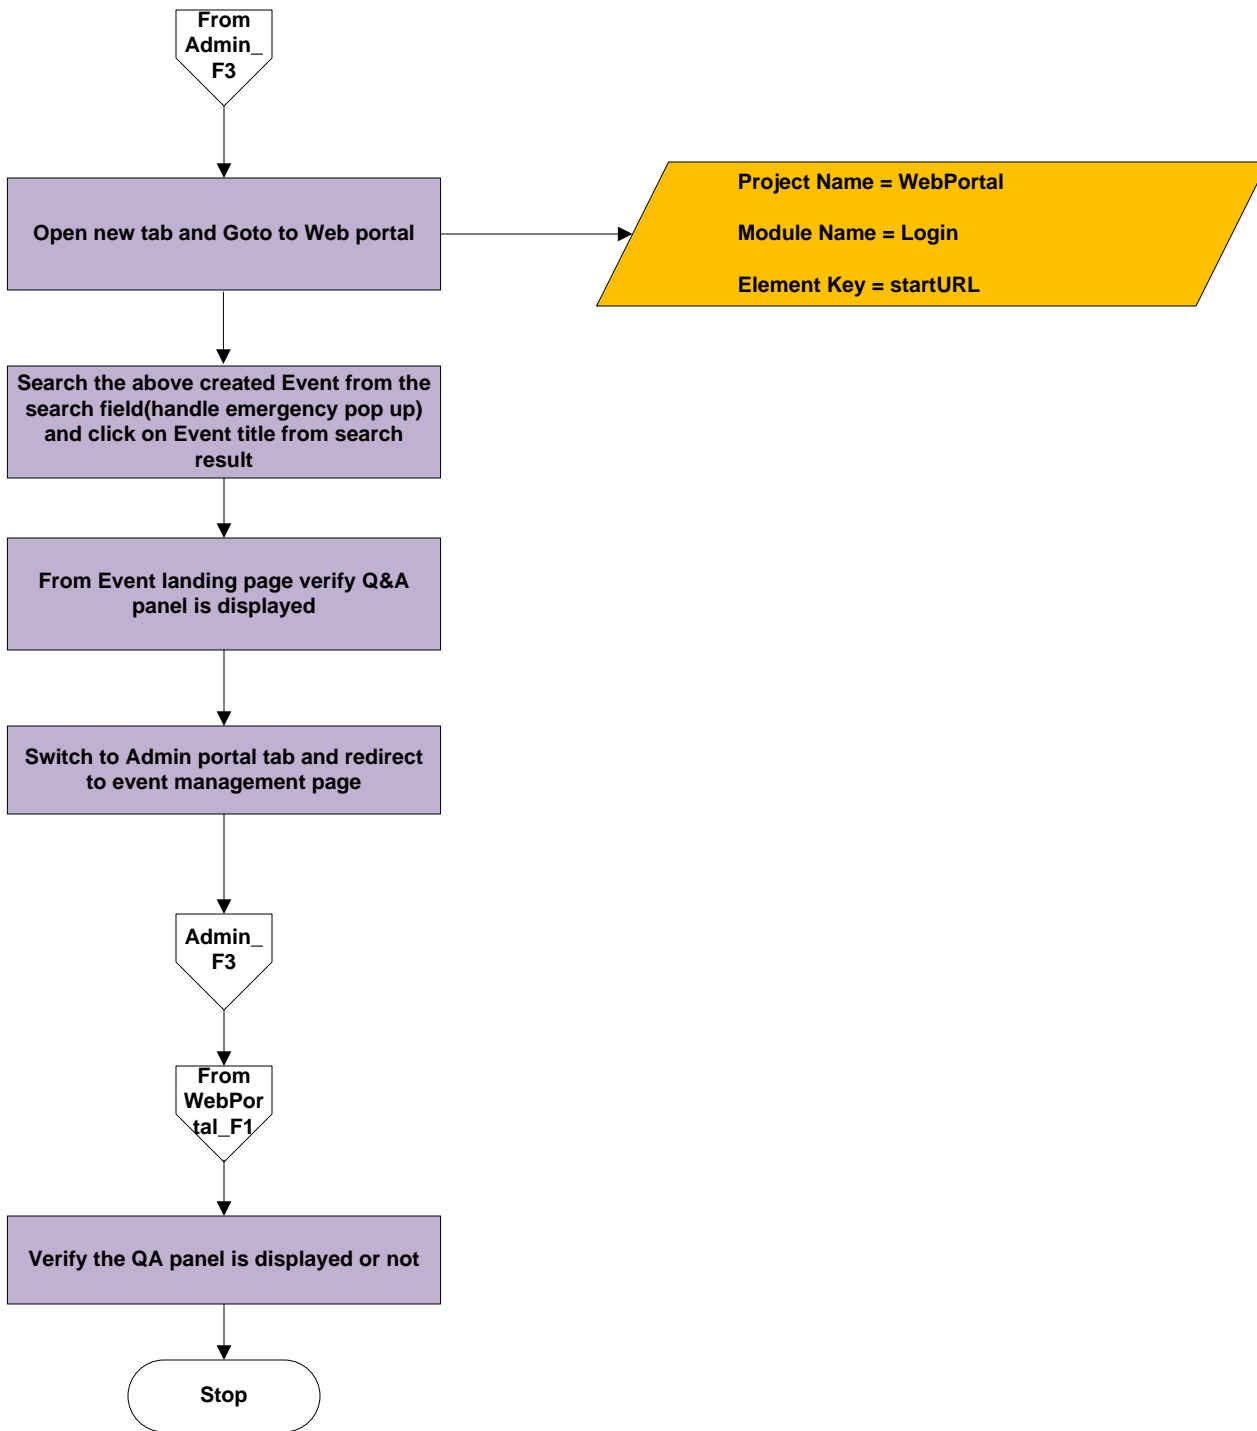 From
Admin_
F3
Open new tab and Goto to Web portal
Project Name = WebPortal
Module Name = Login
Element Key = startURL
Search the above created Event from the
search field(handle emergency pop up)
and click on Event title from search
result
From Event landing page verify Q&A
panel is displayed
Switch to Admin portal tab and redirect
to event management page
Admin_
F3
From
WebPor
tal_F1
Verify the QA panel is displayed or not
Stop